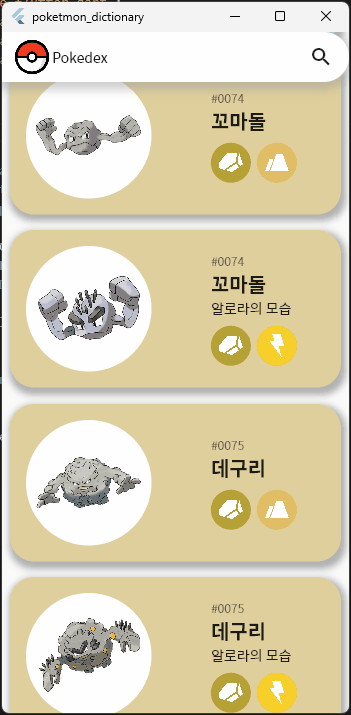 poketmon_dictionary
Pokedex
#0074
꼬마돌
#0074
꼬마돌
알로라의 모습
#0075
데구리
#0075
데구리
알로라의 모습